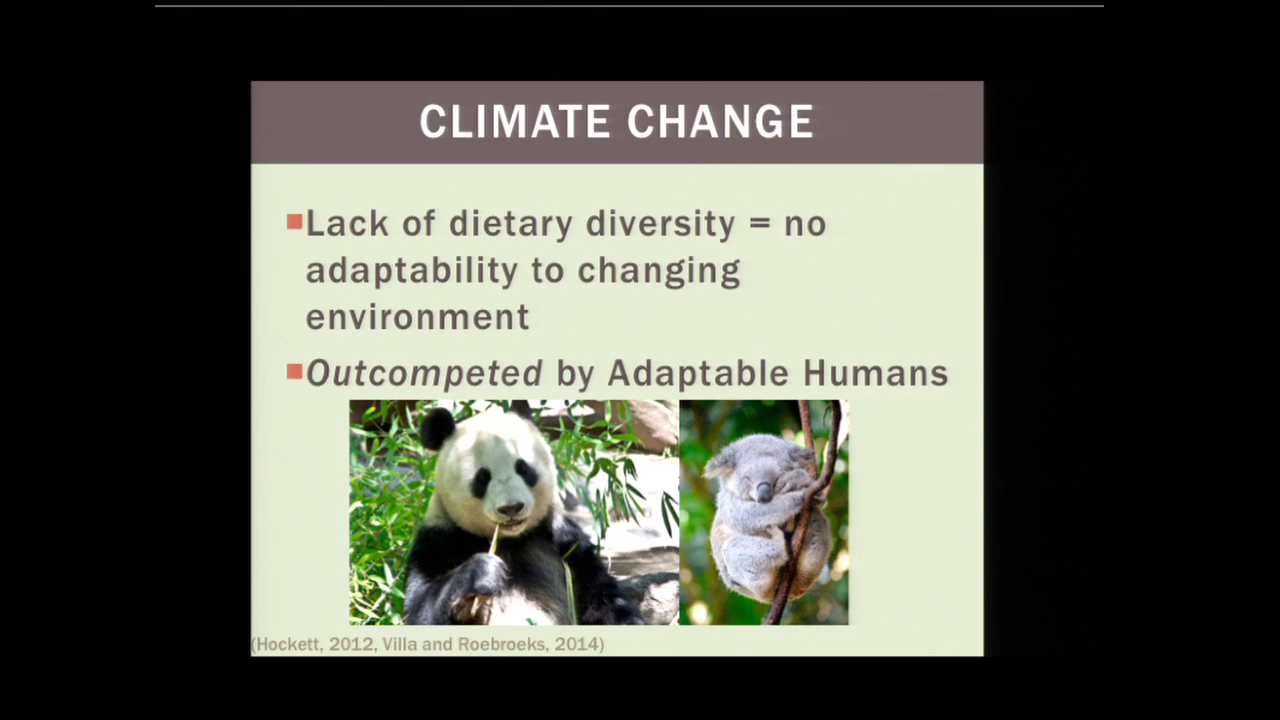 CLIMATE CHANGE
Lack of dietary diversity = no
adaptability to changing
environment
Outcompeted by Adaptable Humans
(Hockett, 2012, Villa and Roebroeks, 2014)